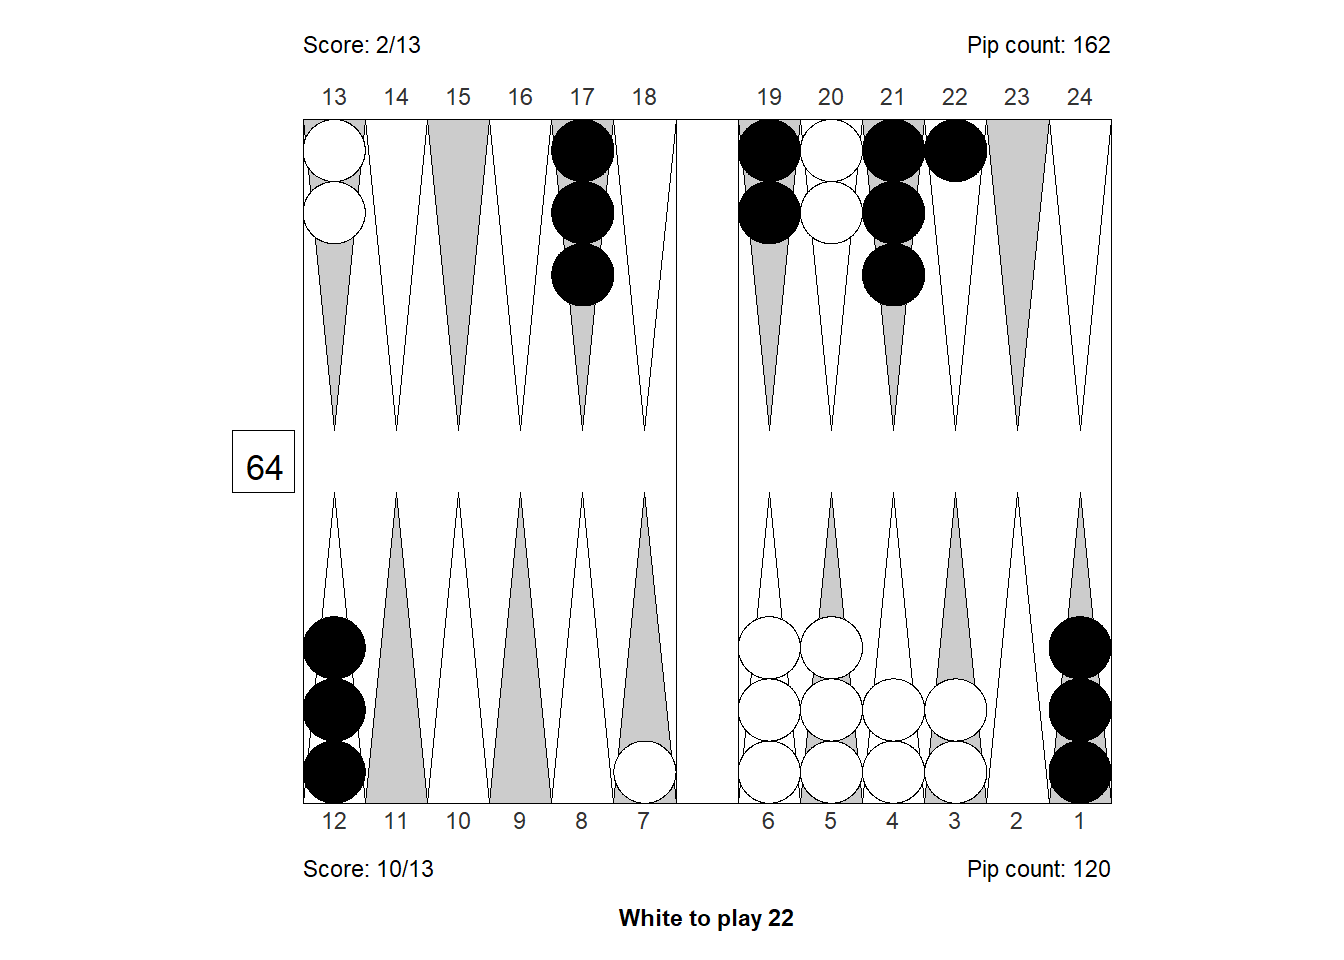 Score: 2/13 Pip count: 162
13 14 15 16 17 18 19 20 21 22 23 24
64
12 11 10 9 8 7 6 5 4 3 2 1
Score: 10/13 Pip count: 120
White to play 22